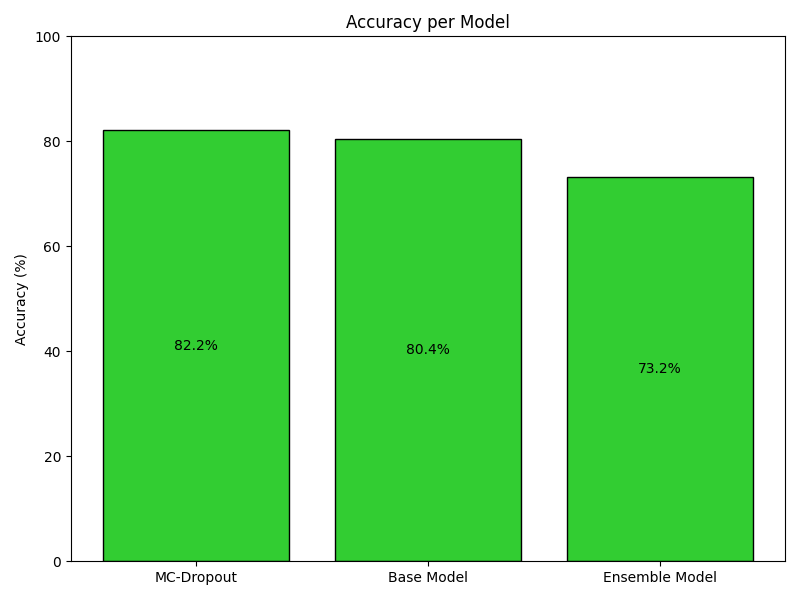 Accuracy per Model
Accuracy (%)
100
80
60
40
20
0
82.2%
80.4%
73.2%
MC-Dropout
Base Model
Ensemble Model